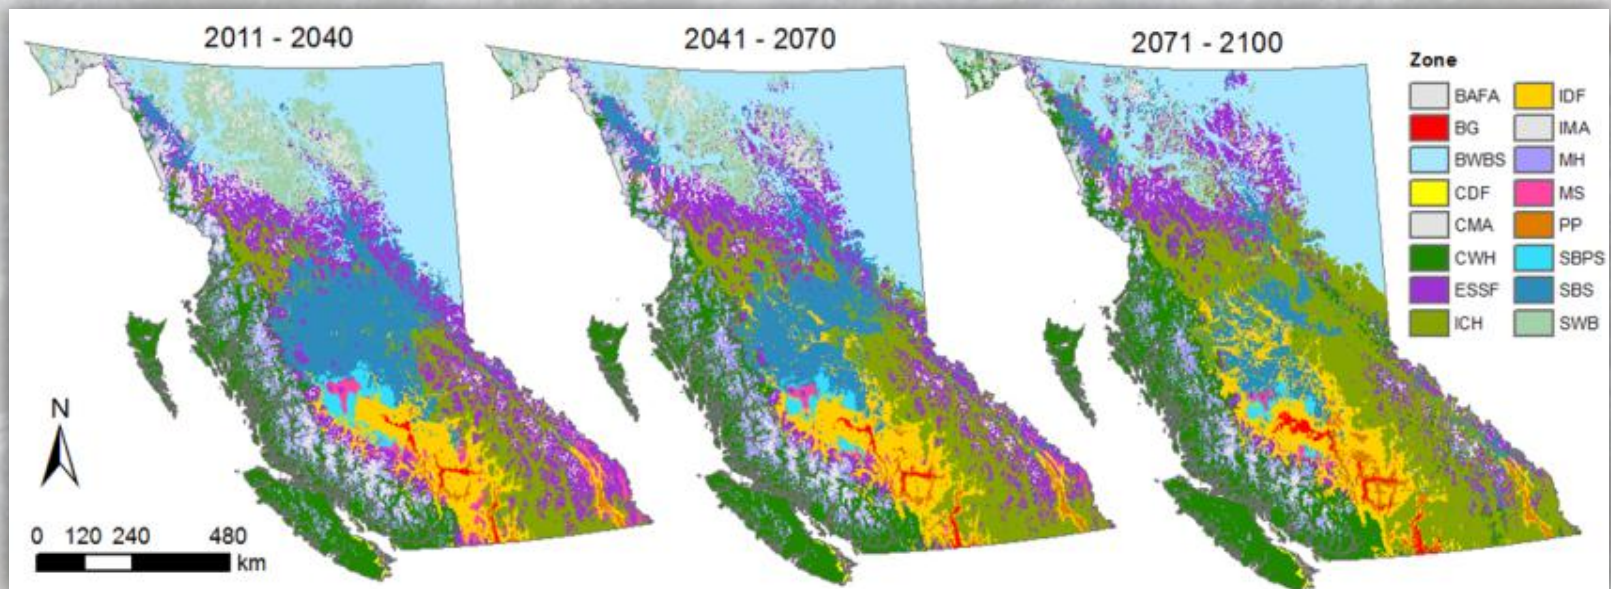 2011 - 2040
2041 - 2070
2071 - 2100
Zone
BAFA
IDF
BG
IMA
BWBS
MH
CDF
MS
CMA
PP
CWH
SBPS
ESSF
SBS
ICH
SWB
N
0 120 240 480
km